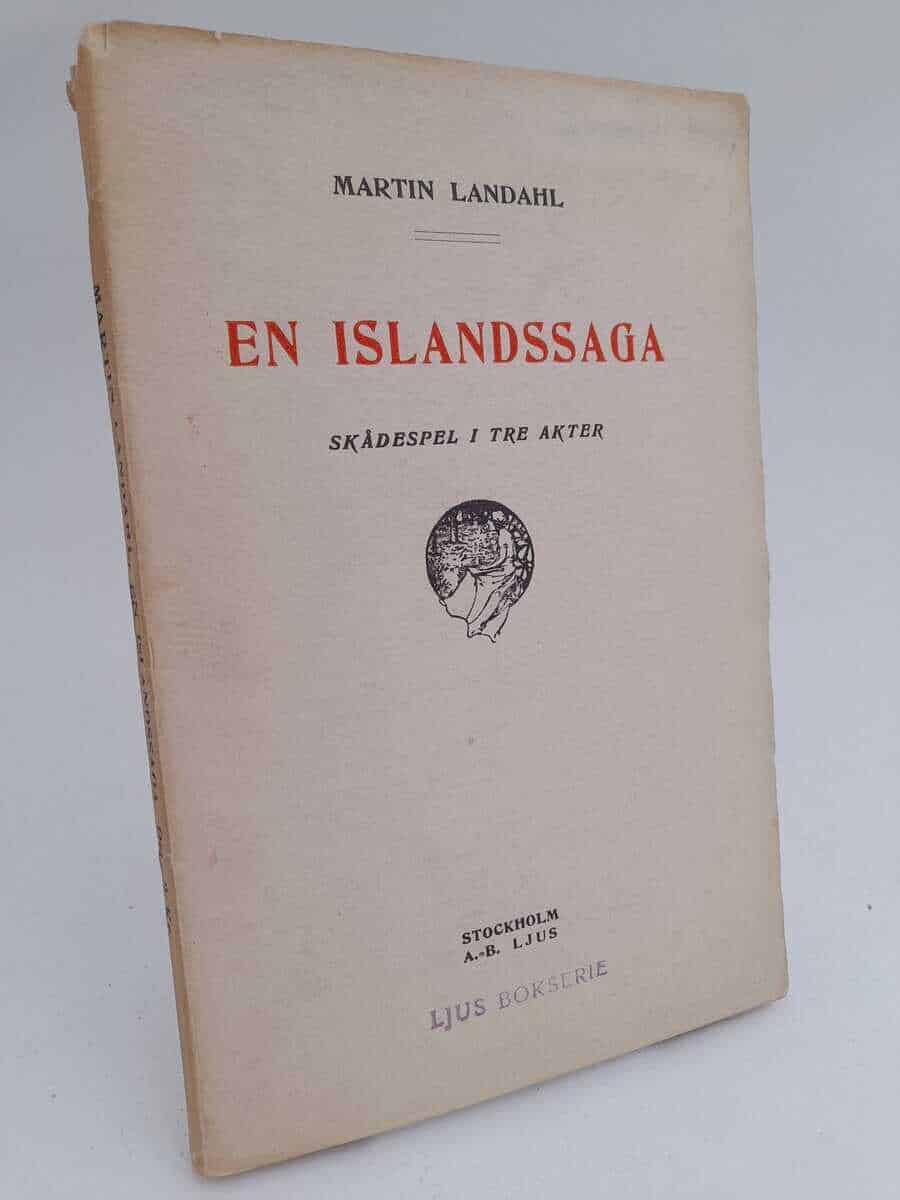 MARTIN LANDAHL
EN ISLANDSSAGA
SKÅDESPEL I TRE AKTER
STOCKHOLM
A.-B. LJUS
LJUS BOKSERIE